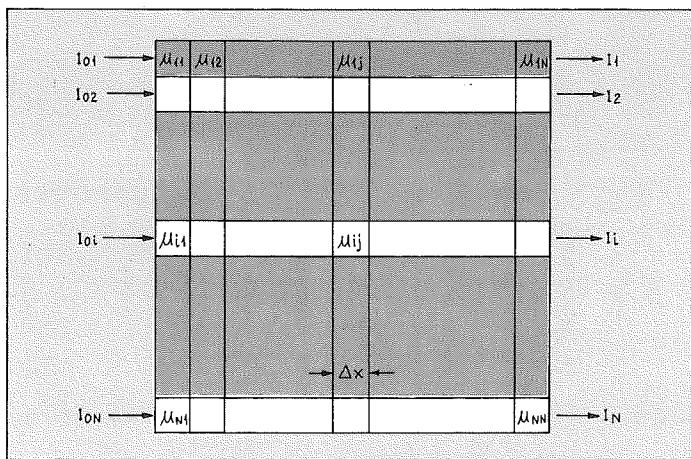 I₀₁ μ₁₁ μ₁₂ μ₁ⱼ μ₁N I₁
I₀₂ I₂
I₀ᵢ μᵢ₁ μᵢⱼ Iᵢ
Δx
I₀N μN₁ μNN IN